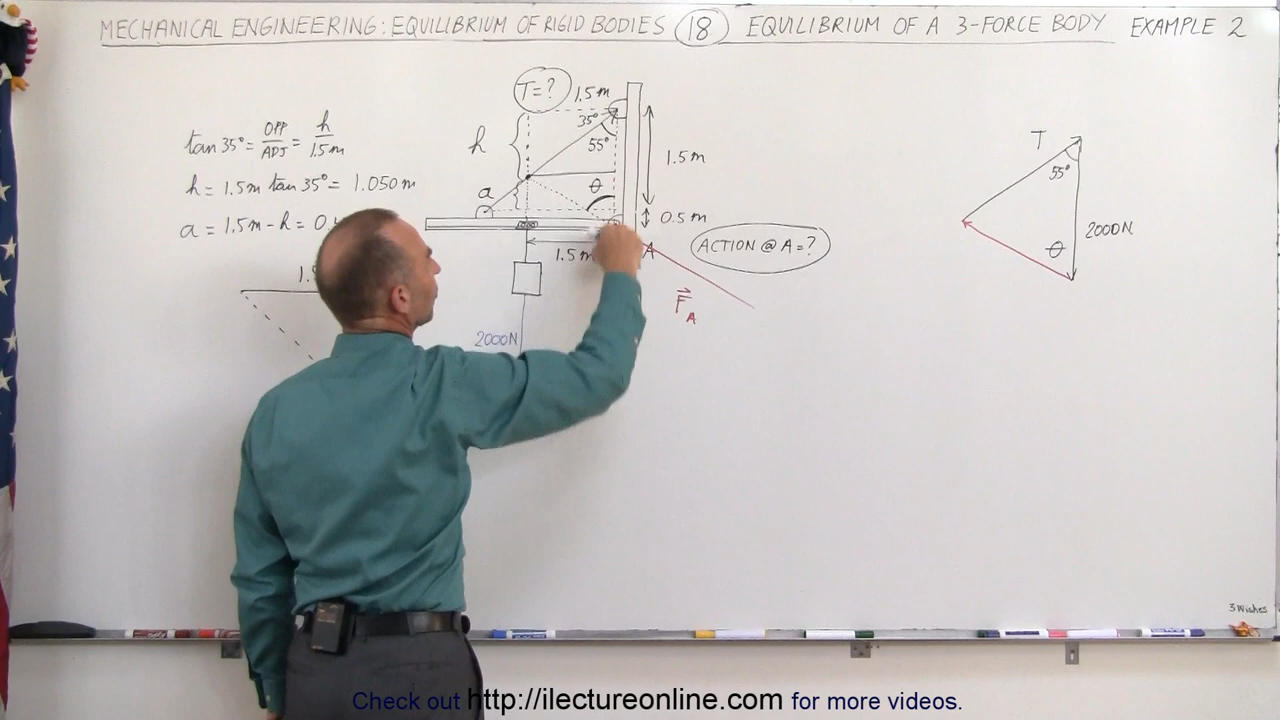 MECHANICAL ENGINEERING: EQUILIBRIUM OF RIGID BODIES 18 EQUILIBRIUM OF A 3-FORCE BODY EXAMPLE 2
T=?
1.5m
tan 35° = OPP/ADJ = h/1.5m
h
35°
55°
1.5m
h = 1.5m tan 35° = 1.050 m
a
θ
a = 1.5m - h =
0.5m
1.5m
A
ACTION @ A = ?
F A
2000N
T
55°
2000N
θ
3 Wishes
Check out http://ilectureonline.com for more videos.